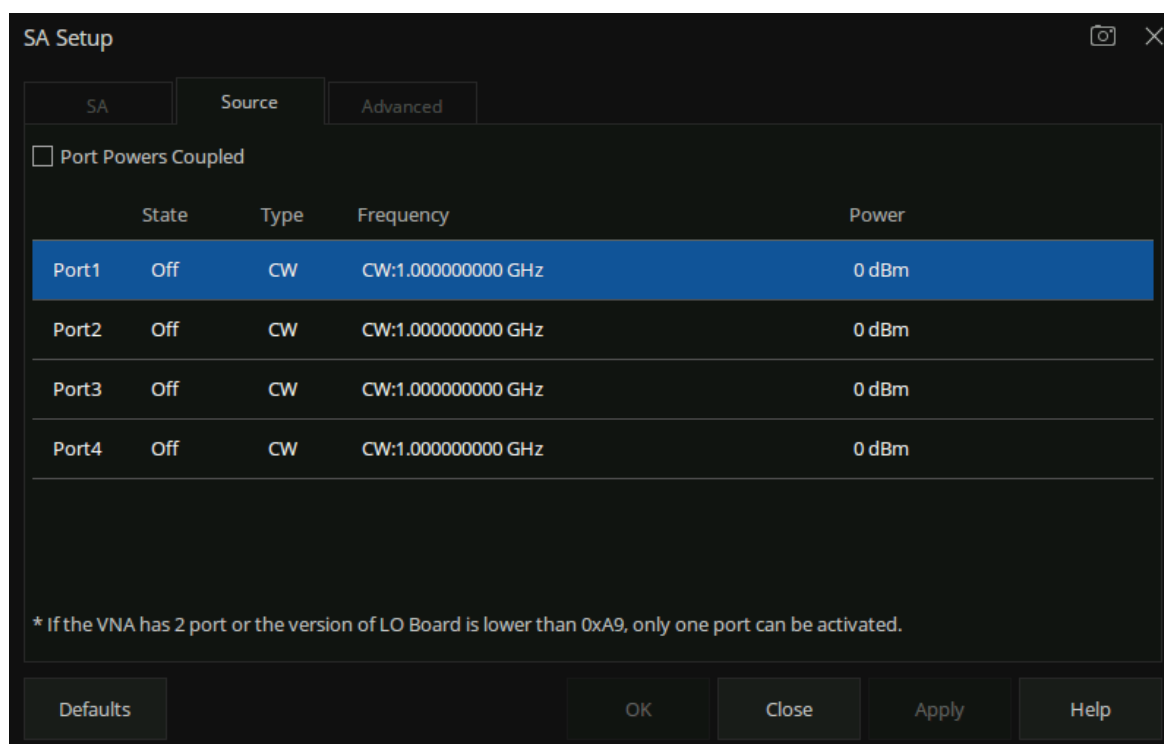 SA Setup
SA Source Advanced
Port Powers Coupled
State Type Frequency Power
Port1 Off CW CW:1.000000000 GHz 0 dBm
Port2 Off CW CW:1.000000000 GHz 0 dBm
Port3 Off CW CW:1.000000000 GHz 0 dBm
Port4 Off CW CW:1.000000000 GHz 0 dBm
* If the VNA has 2 port or the version of LO Board is lower than 0xA9, only one port can be activated.
Defaults OK Close Apply Help